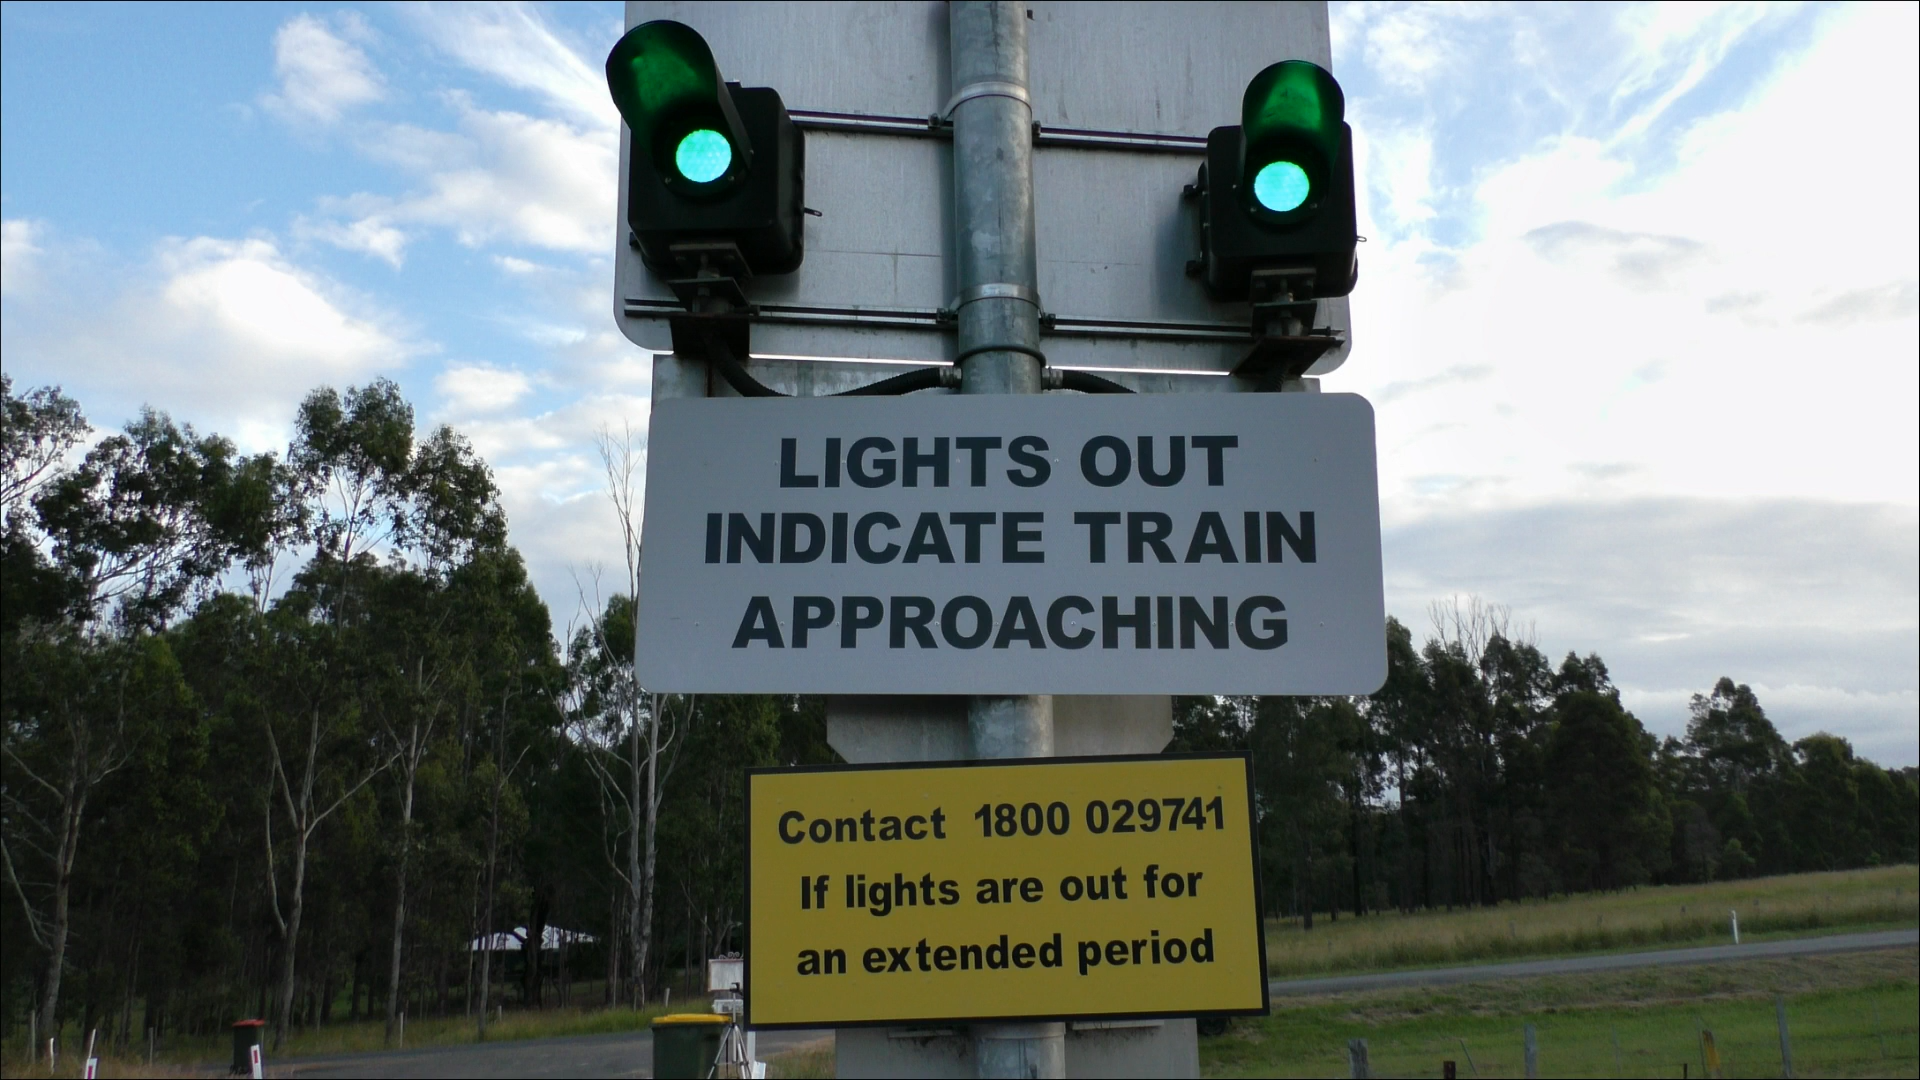 LIGHTS OUT
INDICATE TRAIN
APPROACHING
Contact 1800 029741
If lights are out for
an extended period